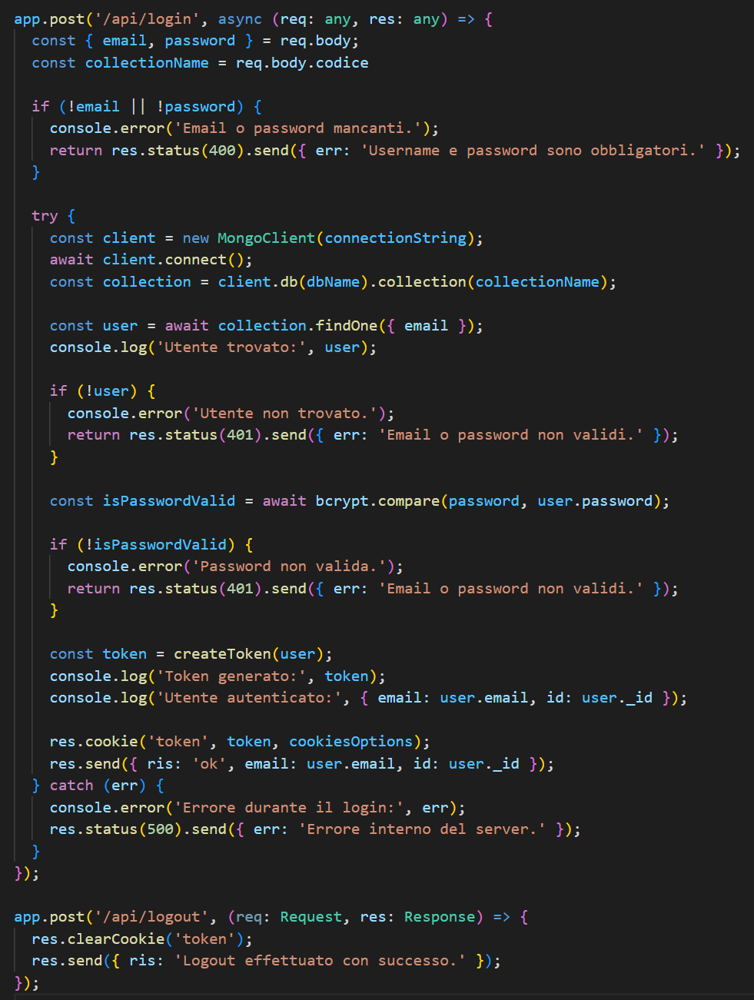 app.post('/api/login', async (req: any, res: any) => {
  const { email, password } = req.body;
  const collectionName = req.body.codice

  if (!email || !password) {
    console.error('Email o password mancanti.');
    return res.status(400).send({ err: 'Username e password sono obbligatori.' });
  }

  try {
    const client = new MongoClient(connectionString);
    await client.connect();
    const collection = client.db(dbName).collection(collectionName);

    const user = await collection.findOne({ email });
    console.log('Utente trovato:', user);

    if (!user) {
      console.error('Utente non trovato.');
      return res.status(401).send({ err: 'Email o password non validi.' });
    }

    const isPasswordValid = await bcrypt.compare(password, user.password);

    if (!isPasswordValid) {
      console.error('Password non valida.');
      return res.status(401).send({ err: 'Email o password non validi.' });
    }

    const token = createToken(user);
    console.log('Token generato:', token);
    console.log('Utente autenticato:', { email: user.email, id: user._id });

    res.cookie('token', token, cookiesOptions);
    res.send({ ris: 'ok', email: user.email, id: user._id });
  } catch (err) {
    console.error('Errore durante il login:', err);
    res.status(500).send({ err: 'Errore interno del server.' });
  }
});

app.post('/api/logout', (req: Request, res: Response) => {
  res.clearCookie('token');
  res.send({ ris: 'Logout effettuato con successo.' });
});